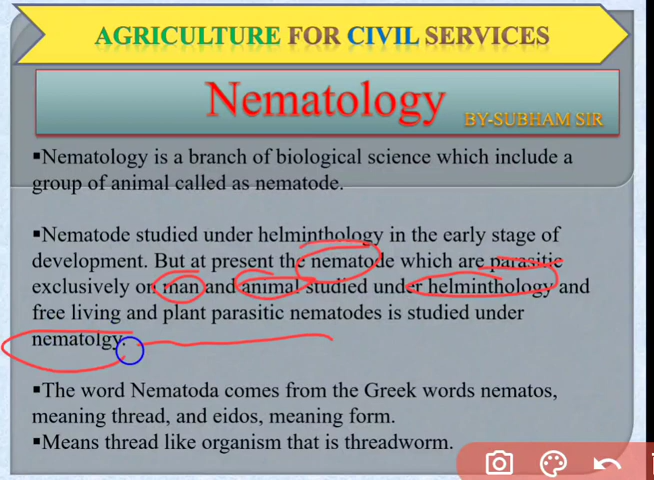 AGRICULTURE FOR CIVIL SERVICES
Nematology
BY-SUBHAM SIR
▪Nematology is a branch of biological science which include a
group of animal called as nematode.
▪Nematode studied under helminthology in the early stage of
development. But at present the nematode which are parasitic
exclusively on man and animal studied under helminthology and
free living and plant parasitic nematodes is studied under
nematolgy.
▪The word Nematoda comes from the Greek words nematos,
meaning thread, and eidos, meaning form.
▪Means thread like organism that is threadworm.